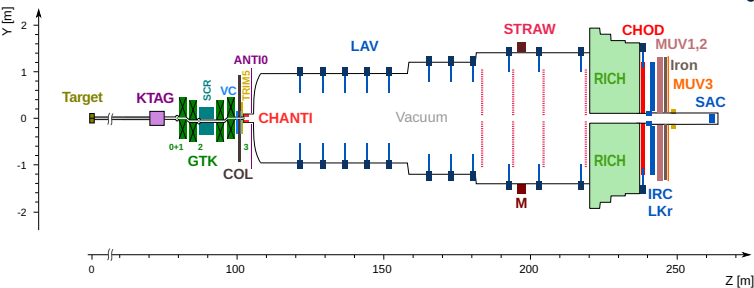 Y [m]
2
1
0
-1
-2
Target
KTAG
SCR
VC
ANTI0
TRIM5
CHANTI
0+1
2
3
GTK
COL
LAV
Vacuum
STRAW
M
RICH
RICH
CHOD
MUV1,2
Iron
MUV3
SAC
IRC
LKr
0
100
150
200
250
Z [m]